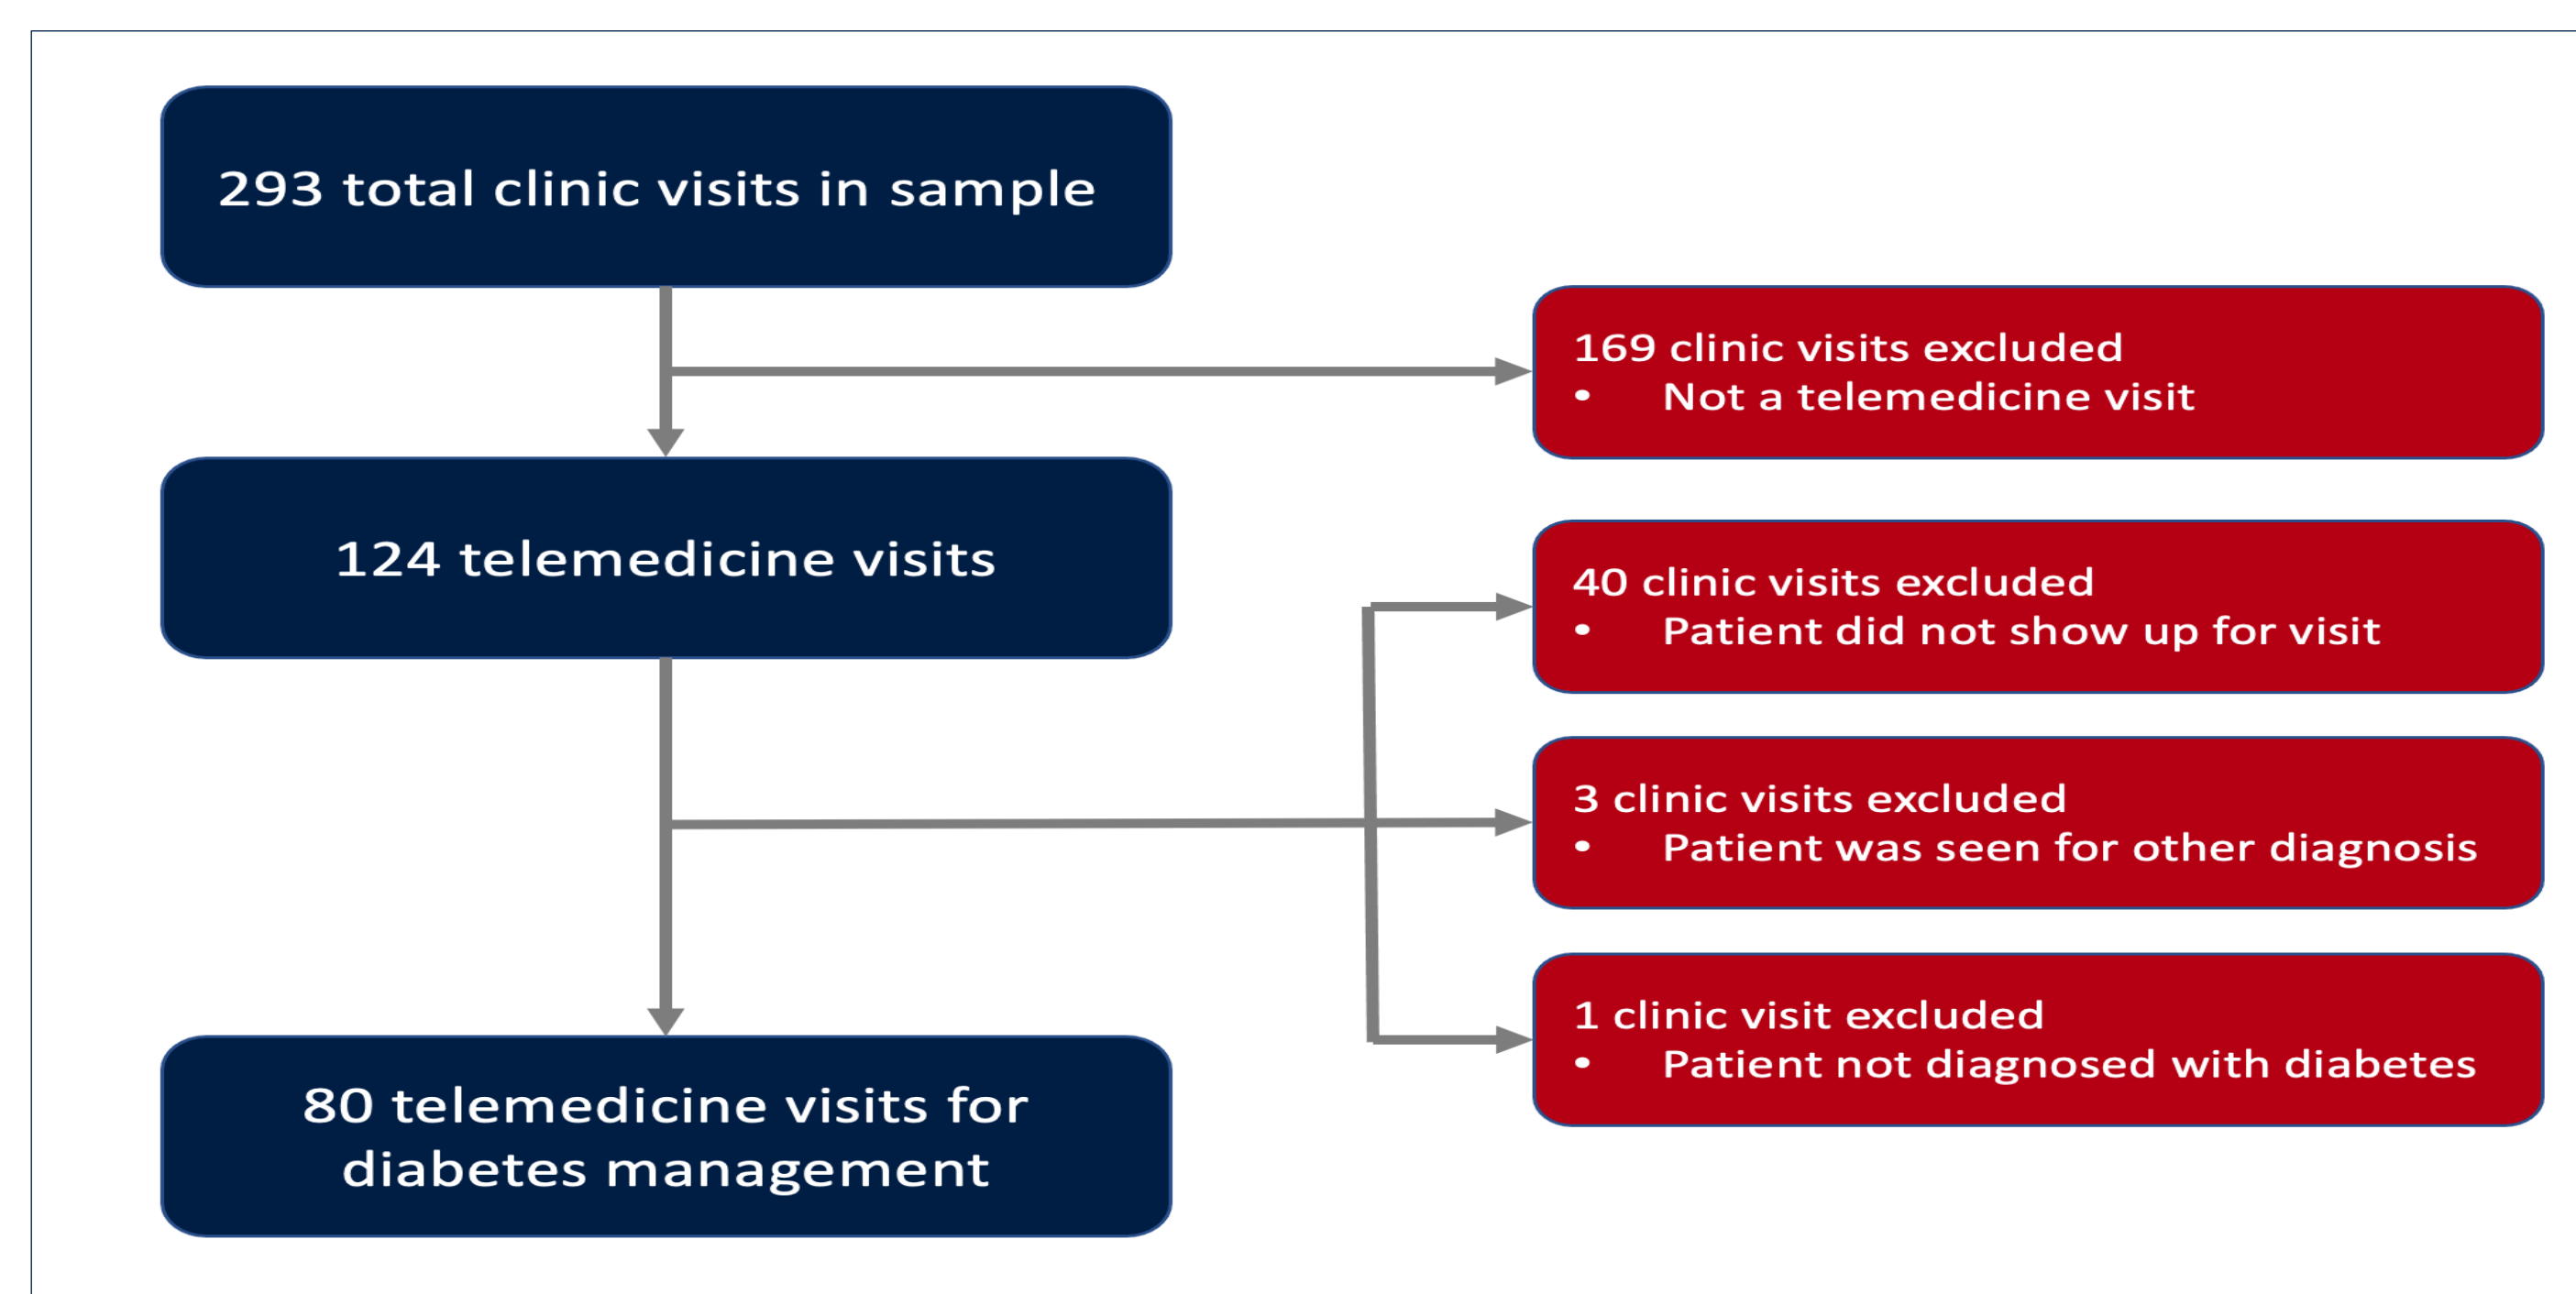 293 total clinic visits in sample
169 clinic visits excluded
• Not a telemedicine visit
124 telemedicine visits
40 clinic visits excluded
• Patient did not show up for visit
3 clinic visits excluded
• Patient was seen for other diagnosis
1 clinic visit excluded
• Patient not diagnosed with diabetes
80 telemedicine visits for
diabetes management